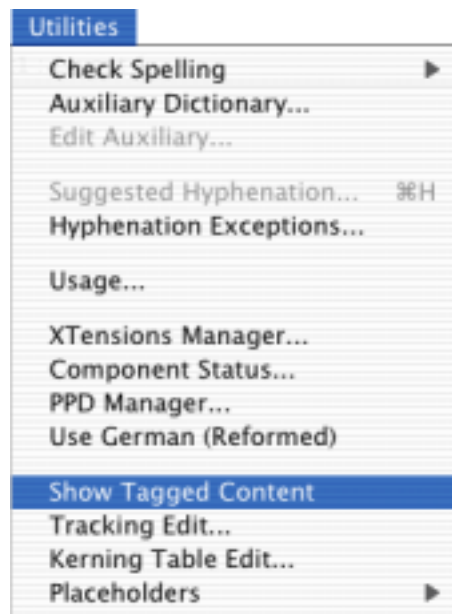 Utilities
Check Spelling
Auxiliary Dictionary...
Edit Auxiliary...
Suggested Hyphenation... ⌘H
Hyphenation Exceptions...
Usage...
XTensions Manager...
Component Status...
PPD Manager...
Use German (Reformed)
Show Tagged Content
Tracking Edit...
Kerning Table Edit...
Placeholders